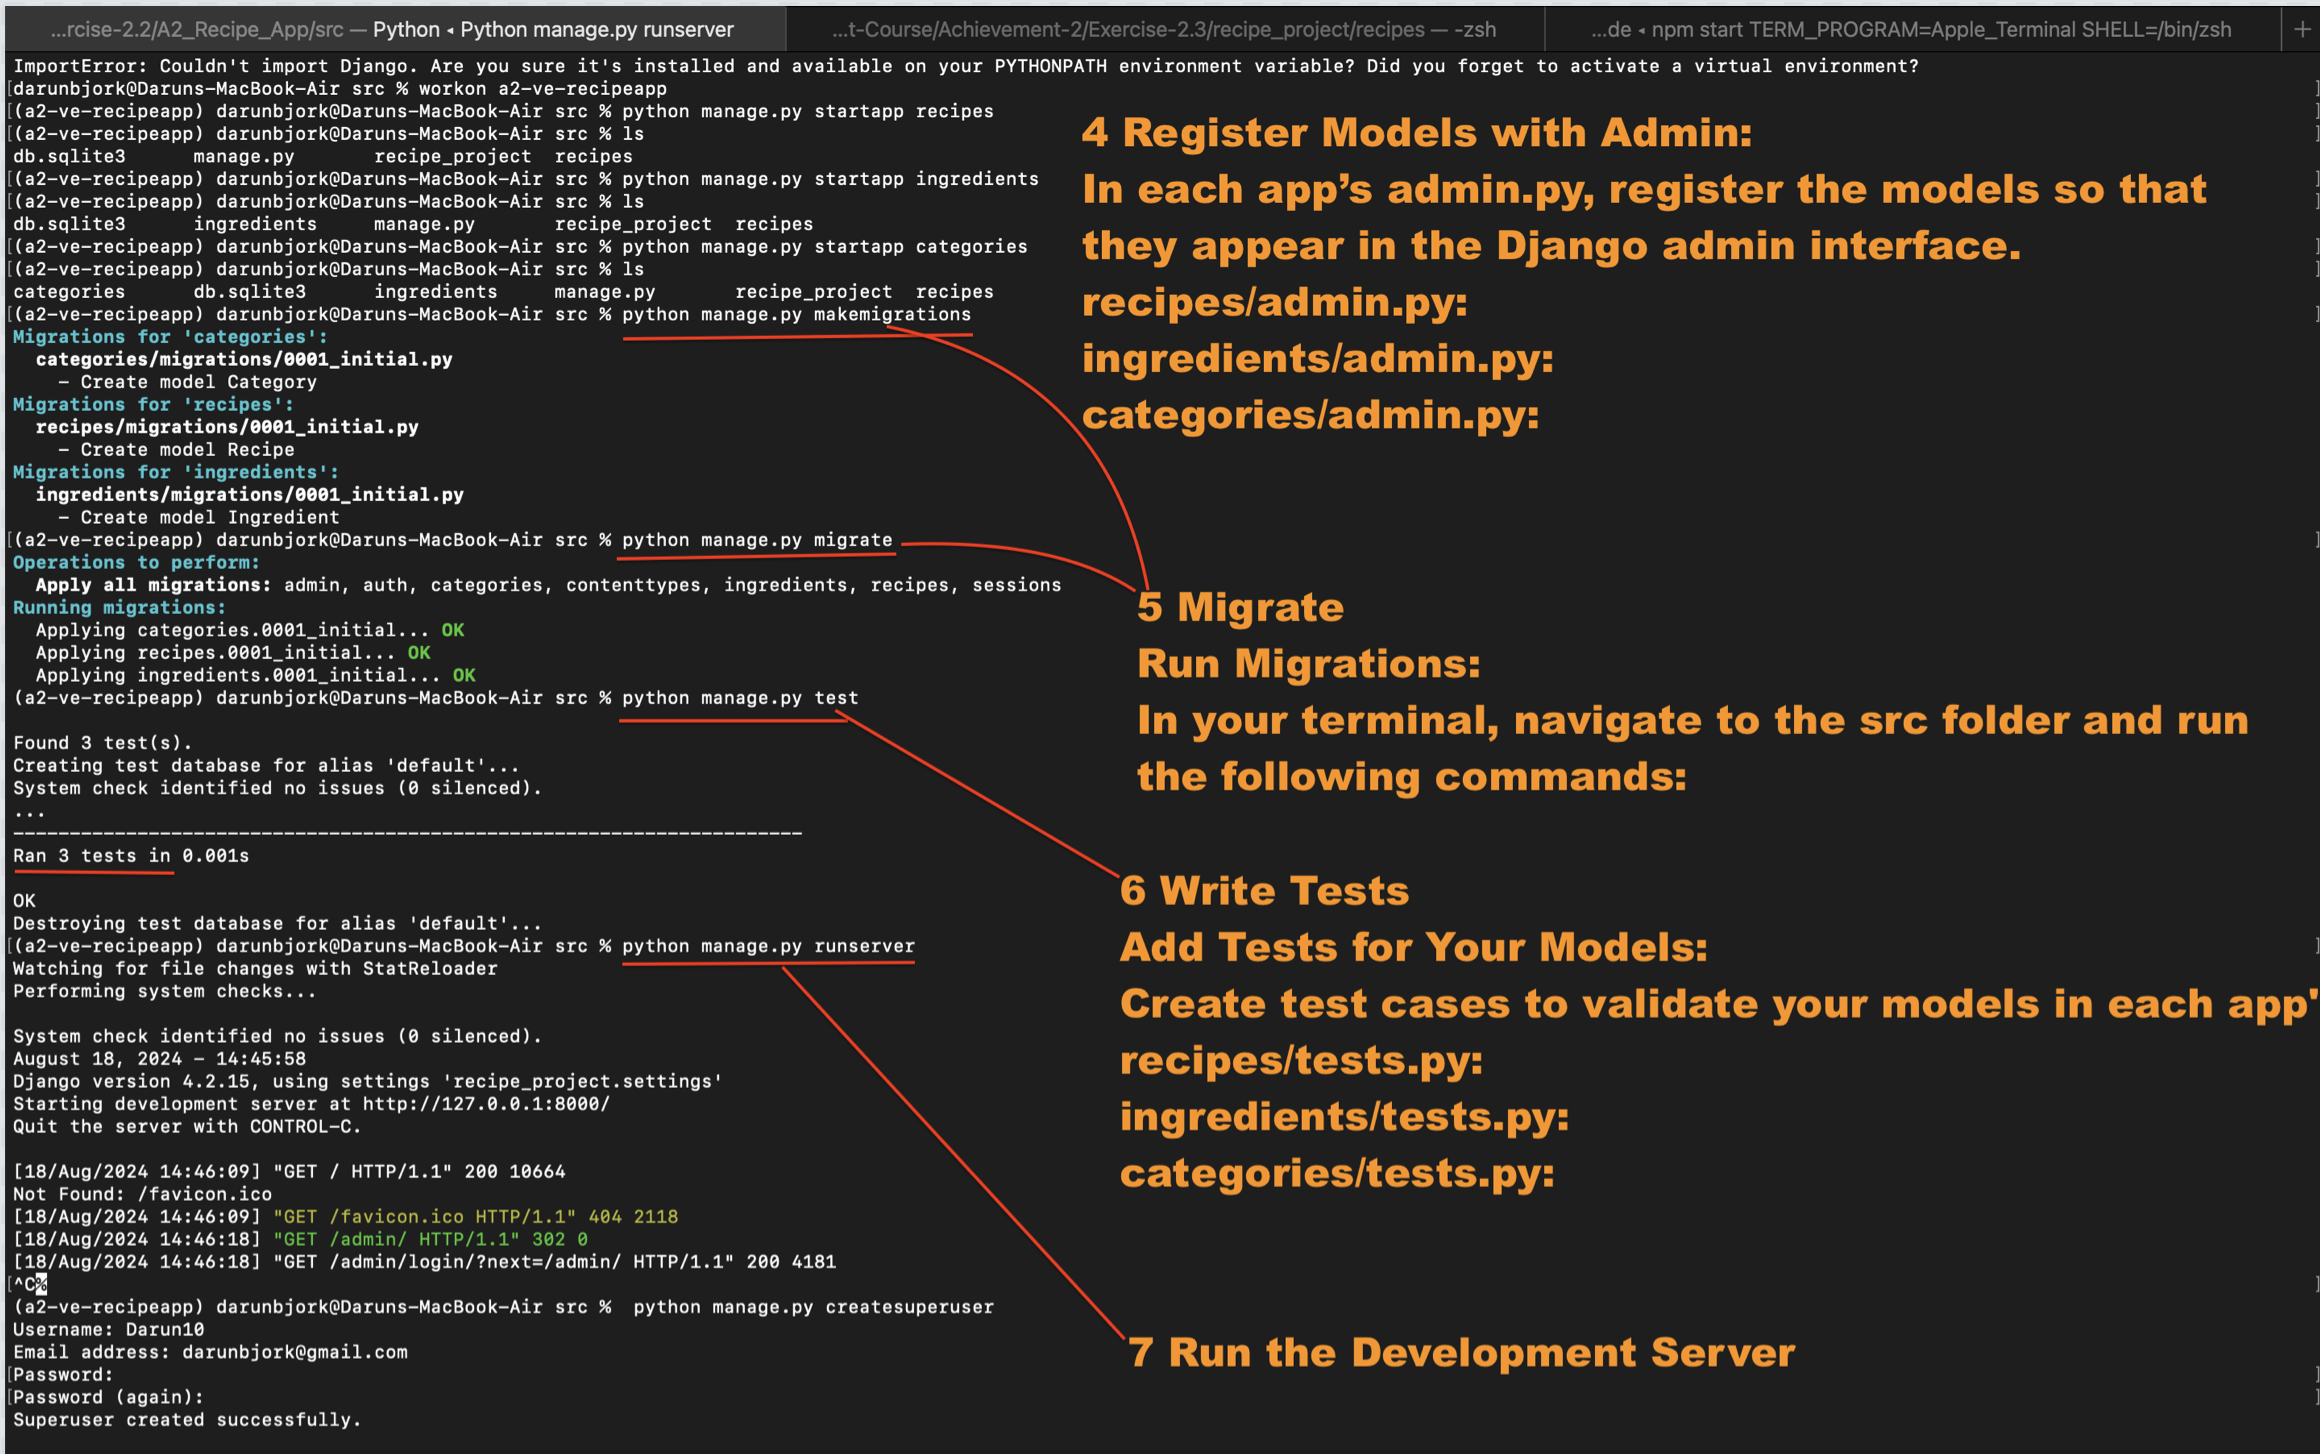 ...rcise-2.2/A2_Recipe_App/src — Python ◂ Python manage.py runserver
...t-Course/Achievement-2/Exercise-2.3/recipe_project/recipes — -zsh
...de ◂ npm start TERM_PROGRAM=Apple_Terminal SHELL=/bin/zsh
+
ImportError: Couldn't import Django. Are you sure it's installed and available on your PYTHONPATH environment variable? Did you forget to activate a virtual environment?
[darunbjork@Daruns-MacBook-Air src % workon a2-ve-recipeapp ]
[(a2-ve-recipeapp) darunbjork@Daruns-MacBook-Air src % python manage.py startapp recipes ]
[(a2-ve-recipeapp) darunbjork@Daruns-MacBook-Air src % ls ]
db.sqlite3 manage.py recipe_project recipes
[(a2-ve-recipeapp) darunbjork@Daruns-MacBook-Air src % python manage.py startapp ingredients ]
[(a2-ve-recipeapp) darunbjork@Daruns-MacBook-Air src % ls ]
db.sqlite3 ingredients manage.py recipe_project recipes
[(a2-ve-recipeapp) darunbjork@Daruns-MacBook-Air src % python manage.py startapp categories ]
[(a2-ve-recipeapp) darunbjork@Daruns-MacBook-Air src % ls ]
categories db.sqlite3 ingredients manage.py recipe_project recipes
[(a2-ve-recipeapp) darunbjork@Daruns-MacBook-Air src % python manage.py makemigrations ]
Migrations for 'categories':
categories/migrations/0001_initial.py
- Create model Category
Migrations for 'recipes':
recipes/migrations/0001_initial.py
- Create model Recipe
Migrations for 'ingredients':
ingredients/migrations/0001_initial.py
- Create model Ingredient
[(a2-ve-recipeapp) darunbjork@Daruns-MacBook-Air src % python manage.py migrate ]
Operations to perform:
Apply all migrations: admin, auth, categories, contenttypes, ingredients, recipes, sessions
Running migrations:
Applying categories.0001_initial... OK
Applying recipes.0001_initial... OK
Applying ingredients.0001_initial... OK
(a2-ve-recipeapp) darunbjork@Daruns-MacBook-Air src % python manage.py test
Found 3 test(s).
Creating test database for alias 'default'...
System check identified no issues (0 silenced).
...
----------------------------------------------------------------------
Ran 3 tests in 0.001s
OK
Destroying test database for alias 'default'...
[(a2-ve-recipeapp) darunbjork@Daruns-MacBook-Air src % python manage.py runserver ]
Watching for file changes with StatReloader
Performing system checks...
System check identified no issues (0 silenced).
August 18, 2024 - 14:45:58
Django version 4.2.15, using settings 'recipe_project.settings'
Starting development server at http://127.0.0.1:8000/
Quit the server with CONTROL-C.
[18/Aug/2024 14:46:09] "GET / HTTP/1.1" 200 10664
Not Found: /favicon.ico
[18/Aug/2024 14:46:09] "GET /favicon.ico HTTP/1.1" 404 2118
[18/Aug/2024 14:46:18] "GET /admin/ HTTP/1.1" 302 0
[18/Aug/2024 14:46:18] "GET /admin/login/?next=/admin/ HTTP/1.1" 200 4181
[^C% ]
(a2-ve-recipeapp) darunbjork@Daruns-MacBook-Air src %  python manage.py createsuperuser
Username: Darun10
Email address: darunbjork@gmail.com
[Password: ]
[Password (again): ]
Superuser created successfully.
4 Register Models with Admin:
In each app’s admin.py, register the models so that
they appear in the Django admin interface.
recipes/admin.py:
ingredients/admin.py:
categories/admin.py:
5 Migrate
Run Migrations:
In your terminal, navigate to the src folder and run
the following commands:
6 Write Tests
Add Tests for Your Models:
Create test cases to validate your models in each app'
recipes/tests.py:
ingredients/tests.py:
categories/tests.py:
7 Run the Development Server